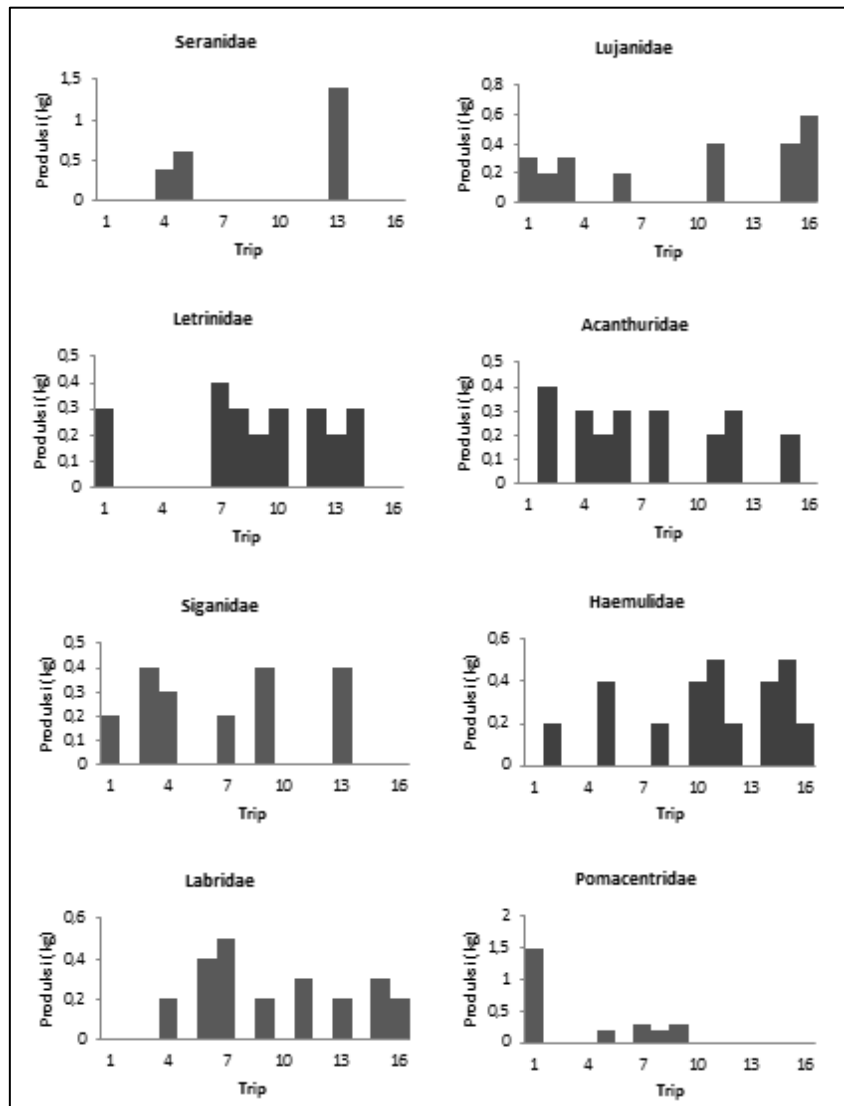 Seranidae
Produksi (kg)
1,5
1
0,5
0
1 4 7 10 13 16
Trip
Lujanidae
Produksi (kg)
0,8
0,6
0,4
0,2
0
1 4 7 10 13 16
Trip
Letrinidae
Produksi (kg)
0,5
0,4
0,3
0,2
0,1
0
1 4 7 10 13 16
Trip
Acanthuridae
Produksi (kg)
0,5
0,4
0,3
0,2
0,1
0
1 4 7 10 13 16
Trip
Siganidae
Produksi (kg)
0,5
0,4
0,3
0,2
0,1
0
1 4 7 10 13 16
Trip
Haemulidae
Produksi (kg)
0,6
0,4
0,2
0
1 4 7 10 13 16
Trip
Labridae
Produksi (kg)
0,6
0,4
0,2
0
1 4 7 10 13 16
Trip
Pomacentridae
Produksi (kg)
2
1,5
1
0,5
0
1 4 7 10 13 16
Trip